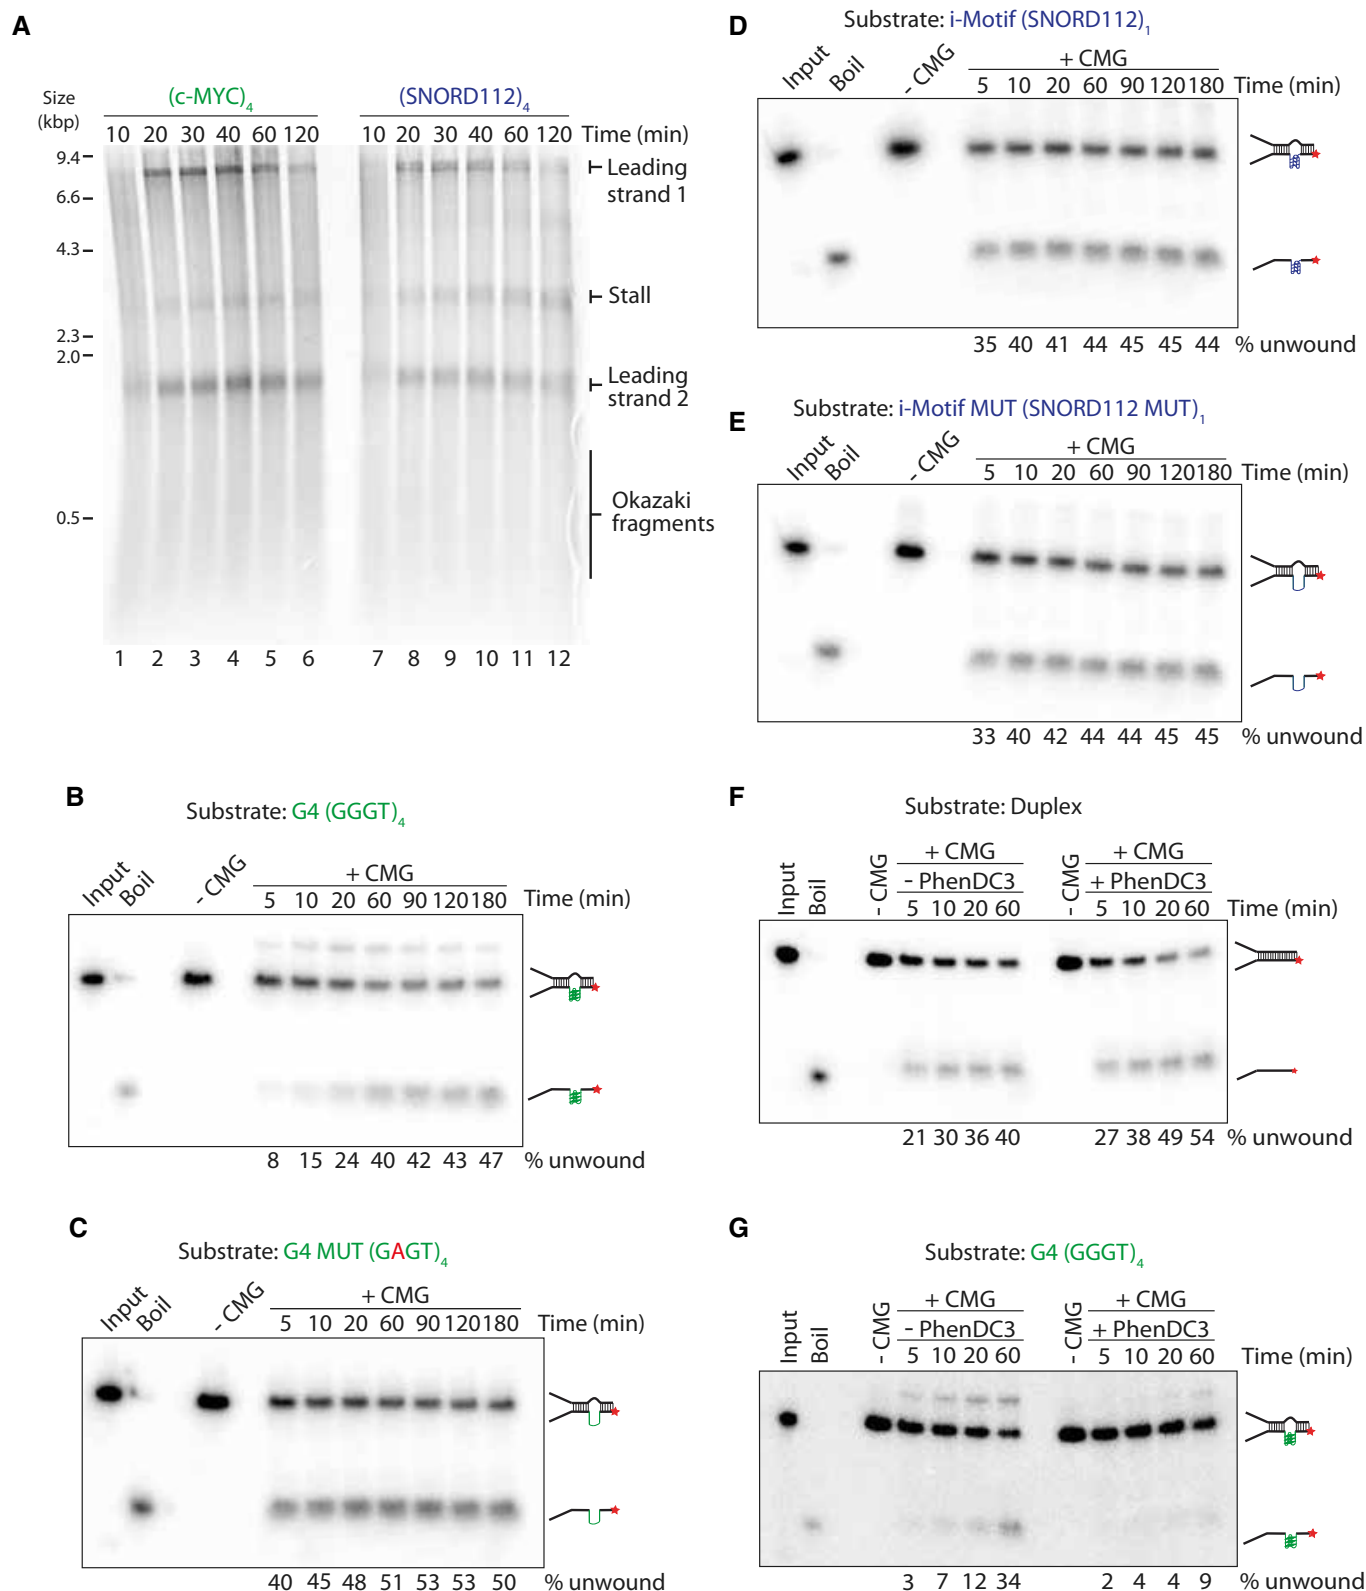 A
Size
(kbp)
(c-MYC)4
(SNORD112)4
10 20 30 40 60 120
10 20 30 40 60 120 Time (min)
9.4
6.6
4.3
2.3
2.0
0.5
Leading
strand 1
Stall
Leading
strand 2
Okazaki
fragments
1 2 3 4 5 6 7 8 9 10 11 12
B
Substrate: G4 (GGGT)4
Input
Boil
- CMG
+ CMG
5 10 20 60 90 120 180 Time (min)
8 15 24 40 42 43 47 % unwound
C
Substrate: G4 MUT (GAGT)4
Input
Boil
- CMG
+ CMG
5 10 20 60 90 120 180 Time (min)
40 45 48 51 53 53 50 % unwound
D
Substrate: i-Motif (SNORD112)1
Input
Boil
- CMG
+ CMG
5 10 20 60 90 120 180 Time (min)
35 40 41 44 45 45 44 % unwound
E
Substrate: i-Motif MUT (SNORD112 MUT)1
Input
Boil
- CMG
+ CMG
5 10 20 60 90 120 180 Time (min)
33 40 42 44 44 45 45 % unwound
F
Substrate: Duplex
Input
Boil
- CMG
+ CMG
- PhenDC3
5 10 20 60
- CMG
+ CMG
+ PhenDC3
5 10 20 60 Time (min)
21 30 36 40 27 38 49 54 % unwound
G
Substrate: G4 (GGGT)4
Input
Boil
- CMG
+ CMG
- PhenDC3
5 10 20 60
- CMG
+ CMG
+ PhenDC3
5 10 20 60 Time (min)
3 7 12 34 2 4 4 9 % unwound